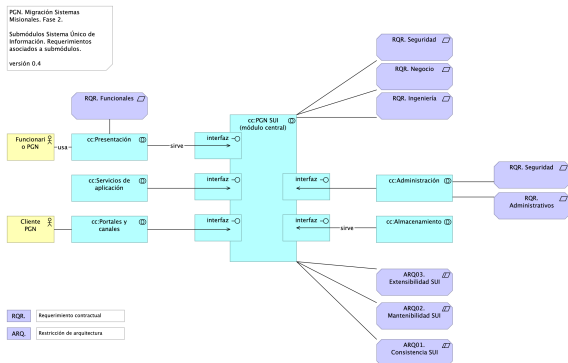 PGN. Migración Sistemas
Misionales. Fase 2.
Submódulos Sistema Único de
Información. Requerimientos
asociados a submódulos.
versión 0.4
RQR. Seguridad
RQR. Negocio
RQR. Ingeniería
RQR. Funcionales
cc:PGN SUI
(módulo central)
Funcionari
o PGN
usa
cc:Presentación
sirve
interfaz
cc:Servicios de
aplicación
interfaz
interfaz
cc:Administración
RQR. Seguridad
RQR.
Administrativos
Cliente
PGN
cc:Portales y
canales
interfaz
interfaz
sirve
cc:Almacenamiento
ARQ03.
Extensibilidad SUI
ARQ02.
Mantenibilidad SUI
ARQ01.
Consistencia SUI
RQR.
Requerimiento contractual
ARQ.
Restricción de arquitectura